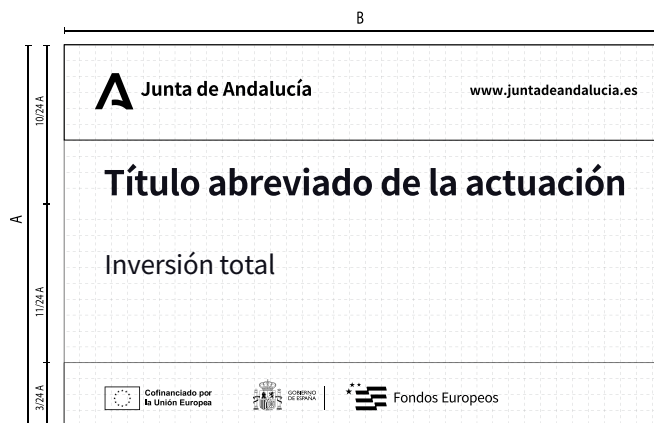 B
Junta de Andalucía
www.juntadeandalucia.es
10/24 A
Título abreviado de la actuación
A
Inversión total
11/24 A
Cofinanciado por
la Unión Europea
GOBIERNO
DE ESPAÑA
Fondos Europeos
3/24 A